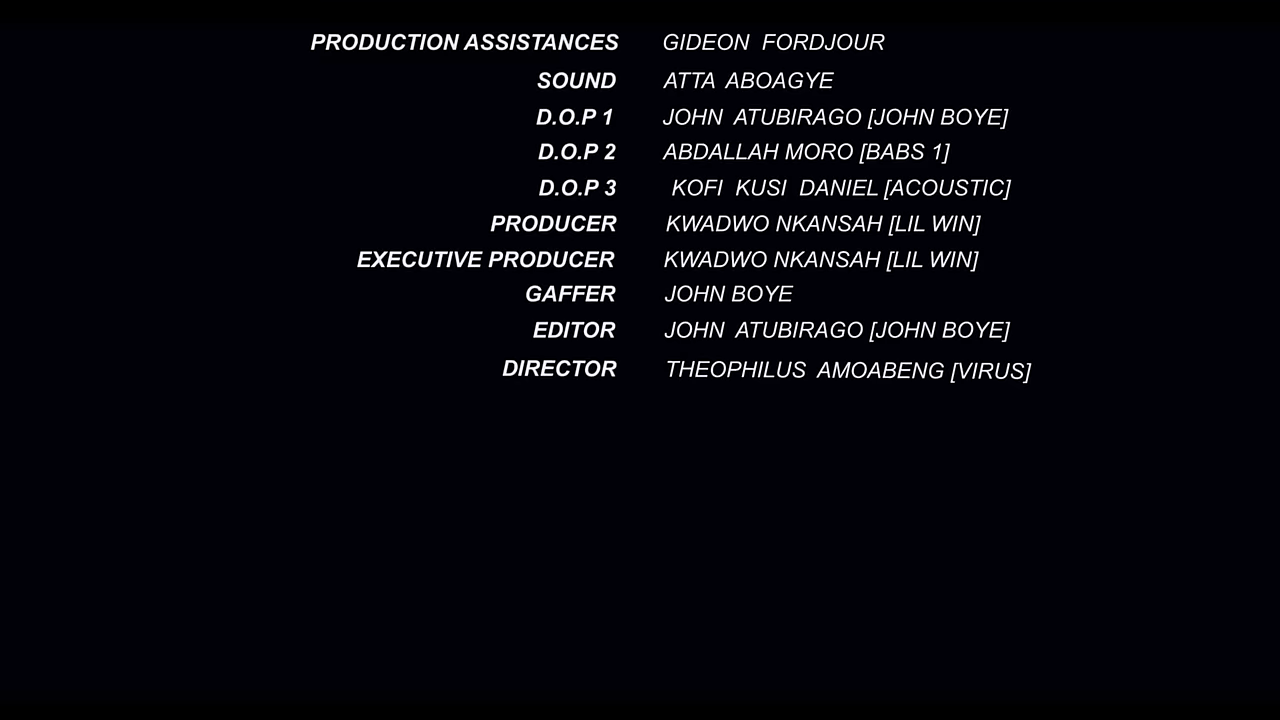 PRODUCTION ASSISTANCES GIDEON FORDJOUR
SOUND ATTA ABOAGYE
D.O.P 1 JOHN ATUBIRAGO [JOHN BOYE]
D.O.P 2 ABDALLAH MORO [BABS 1]
D.O.P 3 KOFI KUSI DANIEL [ACOUSTIC]
PRODUCER KWADWO NKANSAH [LIL WIN]
EXECUTIVE PRODUCER KWADWO NKANSAH [LIL WIN]
GAFFER JOHN BOYE
EDITOR JOHN ATUBIRAGO [JOHN BOYE]
DIRECTOR THEOPHILUS AMOABENG [VIRUS]